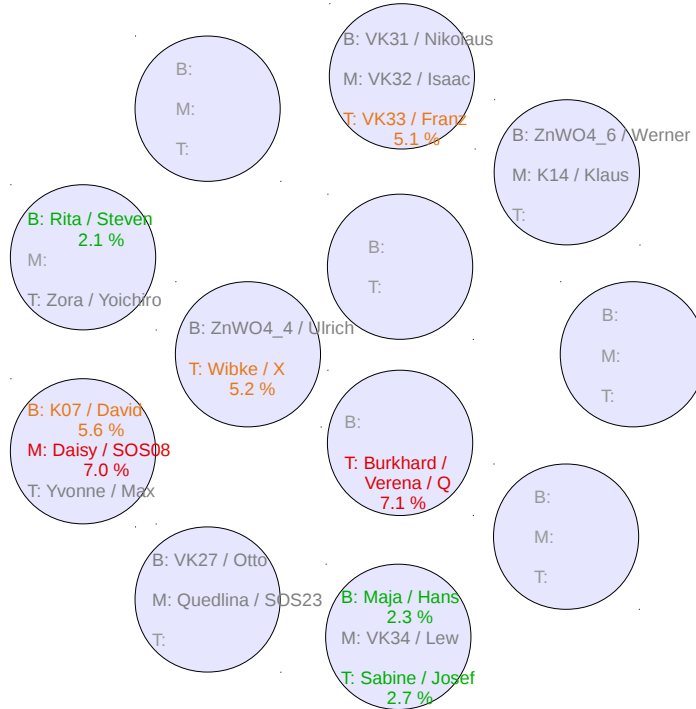 B: VK31 / Nikolaus
M: VK32 / Isaac
T: VK33 / Franz
5.1 %
B:
M:
T:
B: ZnWO4_6 / Werner
M: K14 / Klaus
T:
B: Rita / Steven
2.1 %
M:
T: Zora / Yoichiro
B:
T:
B: ZnWO4_4 / Ulrich
T: Wibke / X
5.2 %
B:
M:
T:
B: K07 / David
5.6 %
M: Daisy / SOS08
7.0 %
T: Yvonne / Max
B:
T: Burkhard /
Verena / Q
7.1 %
B:
M:
T:
B: VK27 / Otto
M: Quedlina / SOS23
T:
B: Maja / Hans
2.3 %
M: VK34 / Lew
T: Sabine / Josef
2.7 %